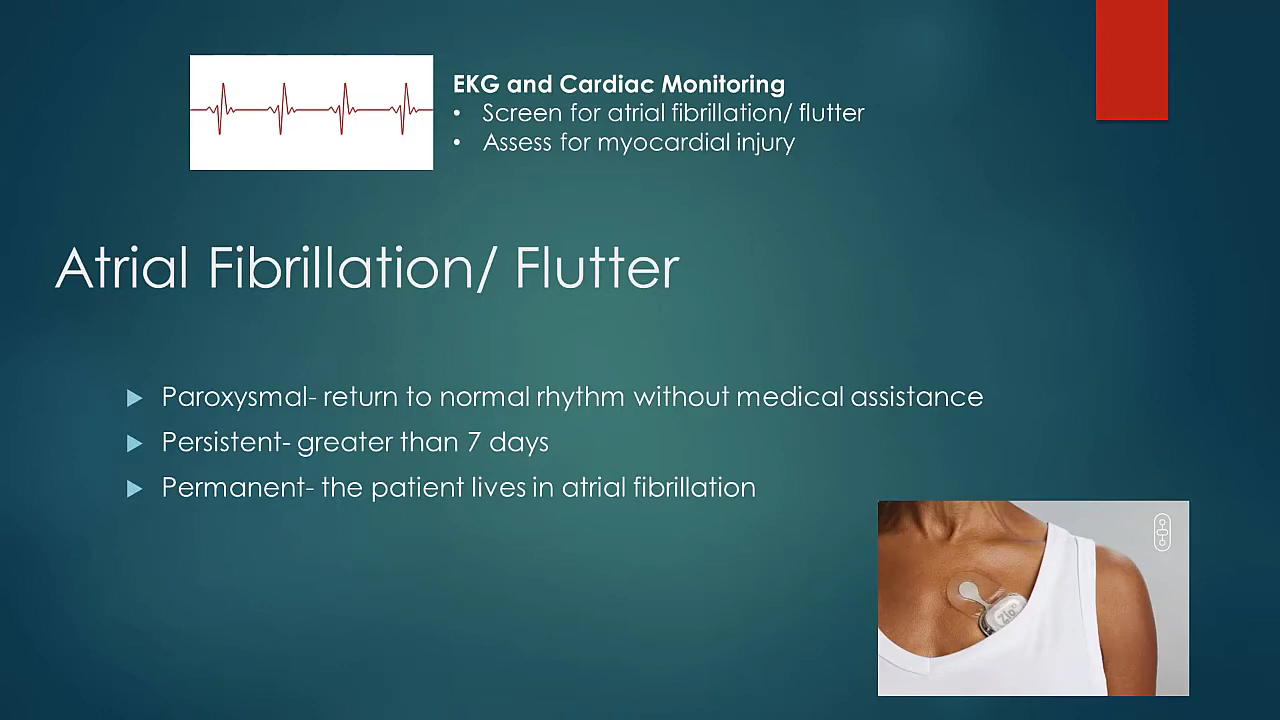 EKG and Cardiac Monitoring
• Screen for atrial fibrillation/ flutter
• Assess for myocardial injury
Atrial Fibrillation/ Flutter
Paroxysmal- return to normal rhythm without medical assistance
Persistent- greater than 7 days
Permanent- the patient lives in atrial fibrillation
Zio